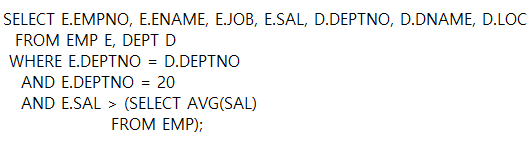 SELECT E.EMPNO, E.ENAME, E.JOB, E.SAL, D.DEPTNO, D.DNAME, D.LOC
FROM EMP E, DEPT D
WHERE E.DEPTNO = D.DEPTNO
AND E.DEPTNO = 20
AND E.SAL > (SELECT AVG(SAL)
FROM EMP);